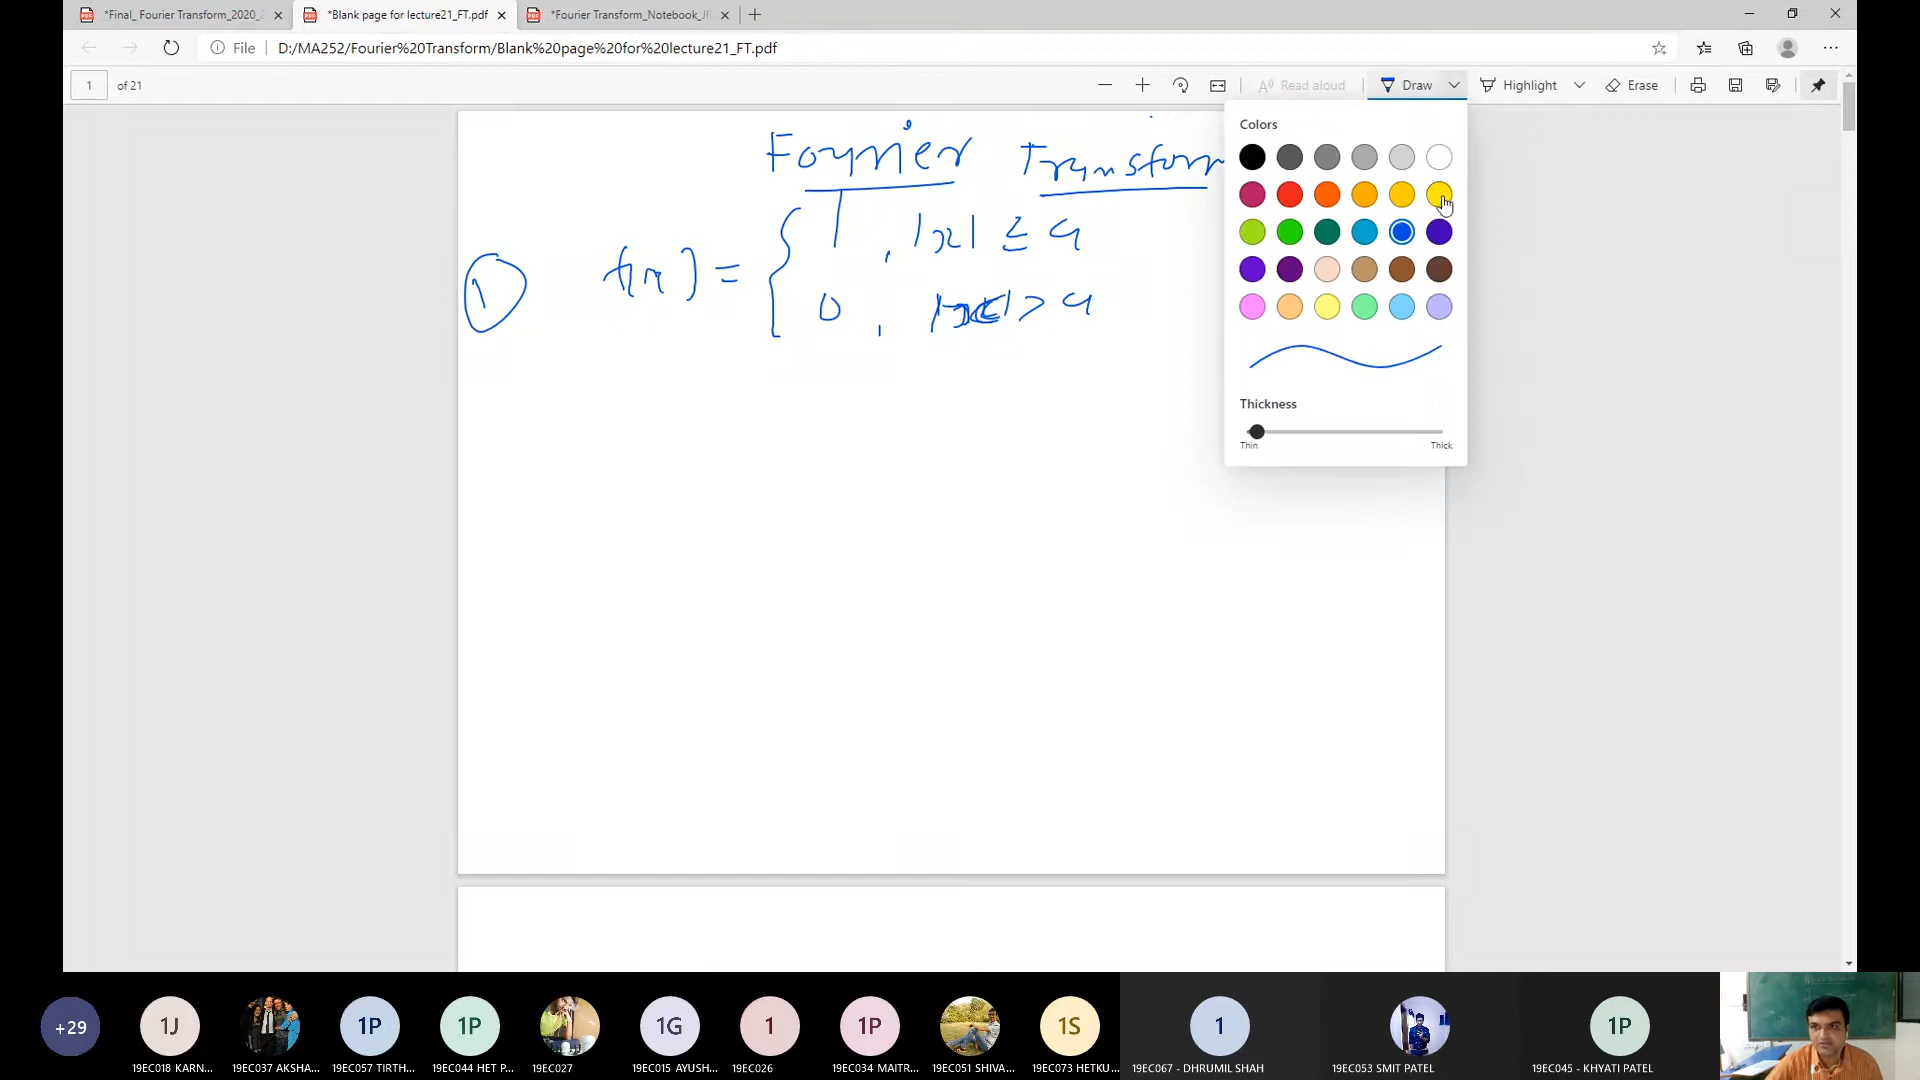 *Final_ Fourier Transform_2020_
*Blank page for lecture21_FT.pdf
*Fourier Transform_Notebook_JF
File
D:/MA252/Fourier%20Transform/Blank%20page%20for%20lecture21_FT.pdf
1 of 21
Read aloud
Draw
Highlight
Erase
Fourier Transform
Colors
Thickness
Thin
Thick
① f(x) = { 1 , |x| ≤ a
0 , |x| > a
+29
1J
1P
1P
1G
1
1P
1S
1
1P
19EC018 KARN...
19EC037 AKSHA...
19EC057 TIRTH...
19EC044 HET P...
19EC027
19EC015 AYUSH...
19EC026
19EC034 MAITR...
19EC051 SHIVA...
19EC073 HETKU...
19EC067 - DHRUMIL SHAH
19EC053 SMIT PATEL
19EC045 - KHYATI PATEL